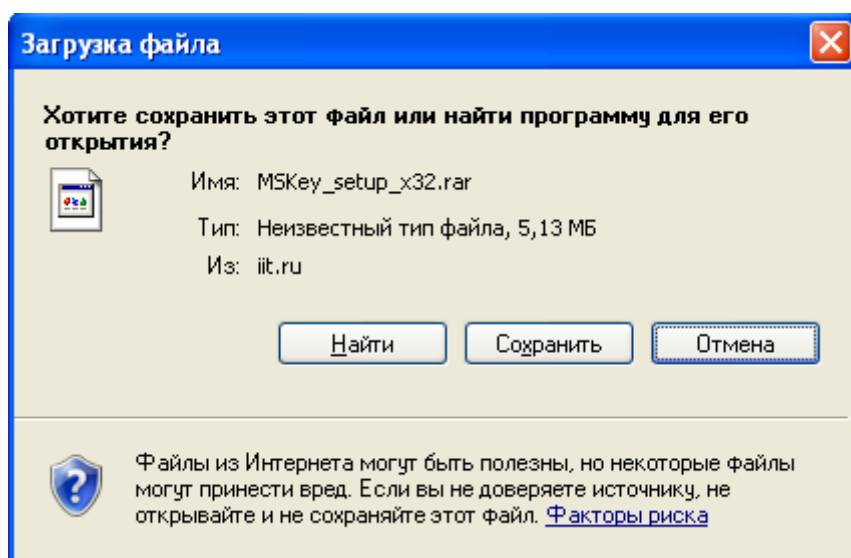 Загрузка файла
Хотите сохранить этот файл или найти программу для его
открытия?
Имя: MSKey_setup_x32.rar
Тип: Неизвестный тип файла, 5,13 МБ
Из: iit.ru
Найти Сохранить Отмена
Файлы из Интернета могут быть полезны, но некоторые файлы
могут принести вред. Если вы не доверяете источнику, не
открывайте и не сохраняйте этот файл. Факторы риска